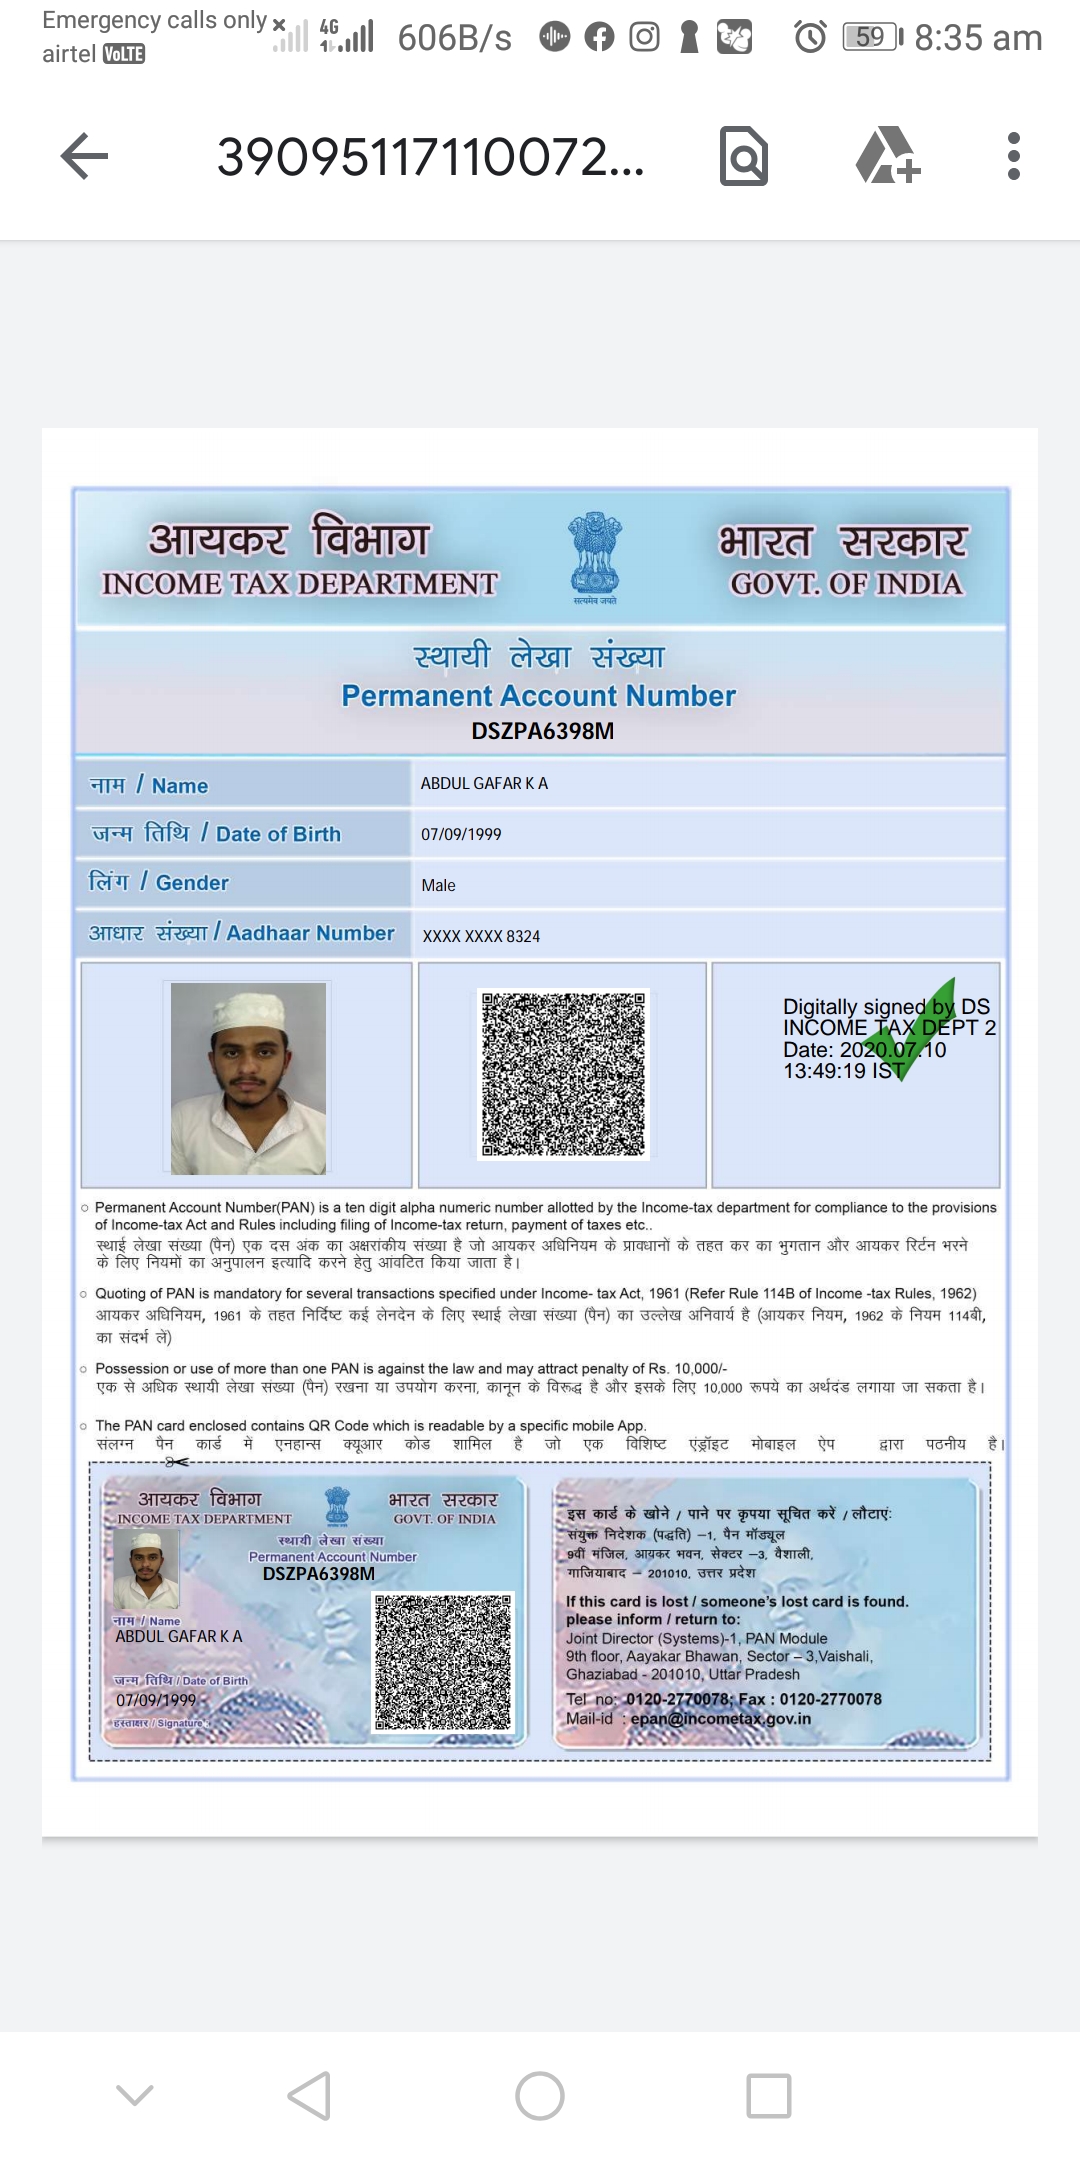 Emergency calls only
airtel VoLTE
4G
606B/s
59
8:35 am
39095117110072...
आयकर विभाग
INCOME TAX DEPARTMENT
सत्यमेव जयते
भारत सरकार
GOVT. OF INDIA
स्थायी लेखा संख्या
Permanent Account Number
DSZPA6398M
नाम / Name ABDUL GAFAR K A
जन्म तिथि / Date of Birth 07/09/1999
लिंग / Gender Male
आधार संख्या / Aadhaar Number XXXX XXXX 8324
Digitally signed by DS
INCOME TAX DEPT 2
Date: 2020.07.10
13:49:19 IST
Permanent Account Number(PAN) is a ten digit alpha numeric number allotted by the Income-tax department for compliance to the provisions
of Income-tax Act and Rules including filing of Income-tax return, payment of taxes etc..
स्थाई लेखा संख्या (पैन) एक दस अंक का अक्षरांकीय संख्या है जो आयकर अधिनियम के प्रावधानों के तहत कर का भुगतान और आयकर रिर्टन भरने
के लिए नियमों का अनुपालन इत्यादि करने हेतु आंवटित किया जाता है।
Quoting of PAN is mandatory for several transactions specified under Income- tax Act, 1961 (Refer Rule 114B of Income -tax Rules, 1962)
आयकर अधिनियम, 1961 के तहत निर्दिष्ट कई लेनदेन के लिए स्थाई लेखा संख्या (पैन) का उल्लेख अनिवार्य है (आयकर नियम, 1962 के नियम 114बी,
का संदर्भ लें)
Possession or use of more than one PAN is against the law and may attract penalty of Rs. 10,000/-
एक से अधिक स्थायी लेखा संख्या (पैन) रखना या उपयोग करना, कानून के विरूद्ध है और इसके लिए 10,000 रूपये का अर्थदंड लगाया जा सकता है।
The PAN card enclosed contains QR Code which is readable by a specific mobile App.
संलग्न पैन कार्ड में एनहान्स क्यूआर कोड शामिल है जो एक विशिष्ट एंड्रॉइट मोबाइल ऐप द्वारा पठनीय है।
आयकर विभाग
INCOME TAX DEPARTMENT
भारत सरकार
GOVT. OF INDIA
स्थायी लेखा संख्या
Permanent Account Number
DSZPA6398M
नाम / Name
ABDUL GAFAR K A
जन्म तिथि / Date of Birth
07/09/1999
हस्ताक्षर / Signature :
इस कार्ड के खोने / पाने पर कृपया सूचित करें / लौटाएं:
संयुक्त निदेशक (पद्धति) –1, पैन मॉड्यूल
9वीं मंजिल, आयकर भवन, सेक्टर –3, वैशाली,
गाजियाबाद – 201010, उत्तर प्रदेश
If this card is lost / someone's lost card is found.
please inform / return to:
Joint Director (Systems)-1, PAN Module
9th floor, Aayakar Bhawan, Sector – 3,Vaishali,
Ghaziabad - 201010, Uttar Pradesh
Tel no: 0120-2770078; Fax : 0120-2770078
Mail-id : epan@incometax.gov.in